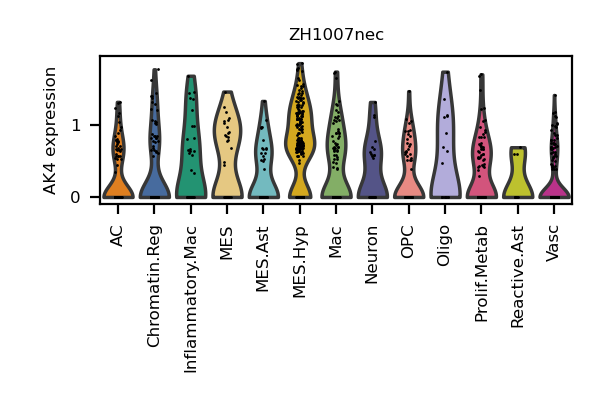 ZH1007nec
AK4 expression
1
0
AC
Chromatin.Reg
Inflammatory.Mac
MES
MES.Ast
MES.Hyp
Mac
Neuron
OPC
Oligo
Prolif.Metab
Reactive.Ast
Vasc